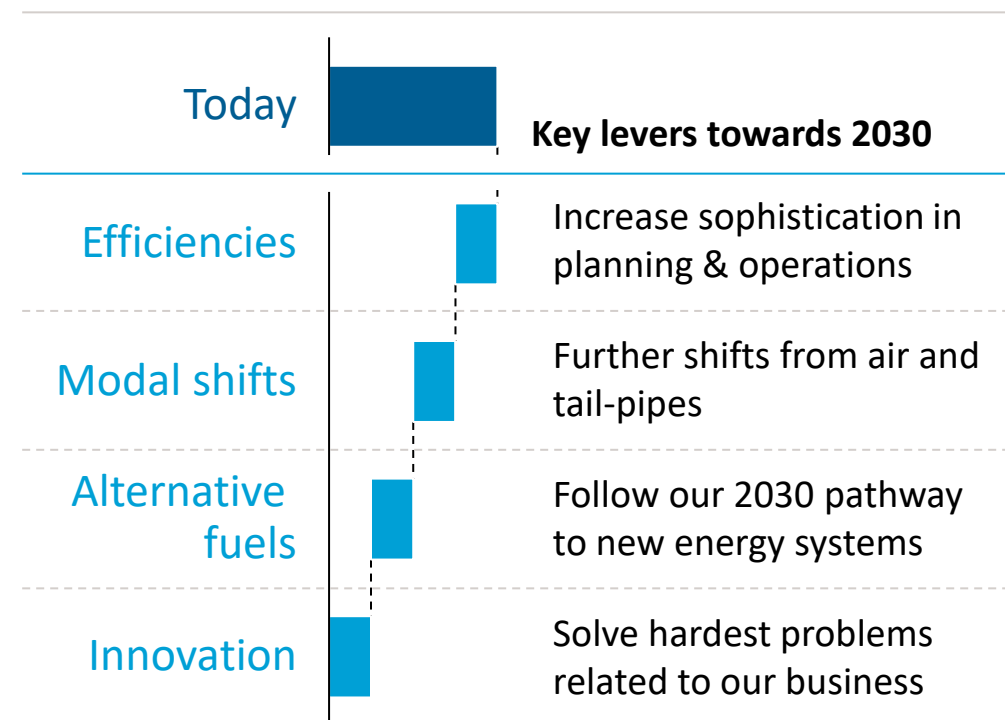 Today
Key levers towards 2030
Efficiencies
Increase sophistication in
planning & operations
Modal shifts
Further shifts from air and
tail-pipes
Alternative
fuels
Follow our 2030 pathway
to new energy systems
Innovation
Solve hardest problems
related to our business